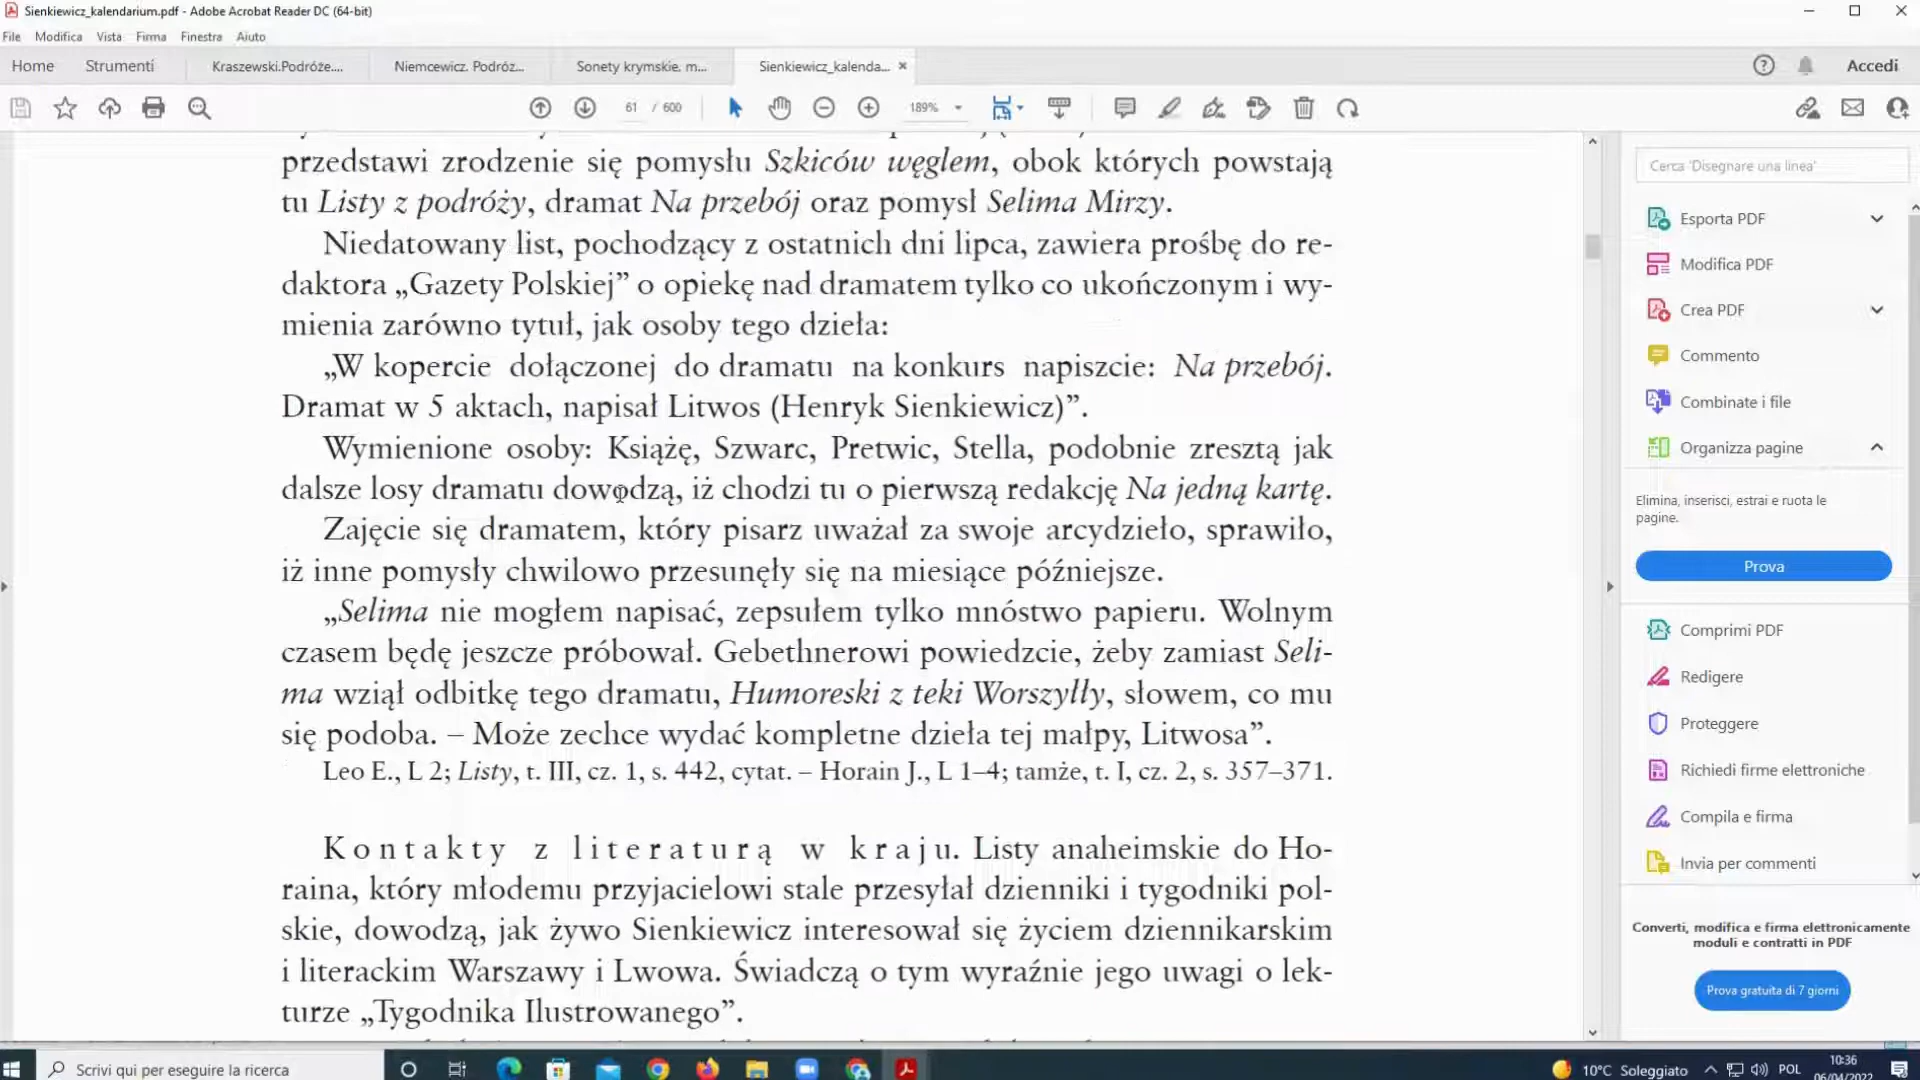 Sienkiewicz_kalendarium.pdf - Adobe Acrobat Reader DC (64-bit)
File Modifica Vista Firma Finestra Aiuto
Home Strumenti Kraszewski.Podróże.... Niemcewicz. Podróz... Sonety krymskie. m... Sienkiewicz_kalenda... × Accedi
61 / 600 189%
przedstawi zrodzenie się pomysłu Szkiców węglem, obok których powstają
tu Listy z podróży, dramat Na przebój oraz pomysł Selima Mirzy.
Niedatowany list, pochodzący z ostatnich dni lipca, zawiera prośbę do re-
daktora „Gazety Polskiej” o opiekę nad dramatem tylko co ukończonym i wy-
mienia zarówno tytuł, jak osoby tego dzieła:
„W kopercie dołączonej do dramatu na konkurs napiszcie: Na przebój.
Dramat w 5 aktach, napisał Litwos (Henryk Sienkiewicz)”.
Wymienione osoby: Książę, Szwarc, Pretwic, Stella, podobnie zresztą jak
dalsze losy dramatu dowodzą, iż chodzi tu o pierwszą redakcję Na jedną kartę.
Zajęcie się dramatem, który pisarz uważał za swoje arcydzieło, sprawiło,
iż inne pomysły chwilowo przesunęły się na miesiące późniejsze.
„Selima nie mogłem napisać, zepsułem tylko mnóstwo papieru. Wolnym
czasem będę jeszcze próbował. Gebethnerowi powiedzcie, żeby zamiast Seli-
ma wziął odbitkę tego dramatu, Humoreski z teki Worszyłły, słowem, co mu
się podoba. – Może zechce wydać kompletne dzieła tej małpy, Litwosa”.
Leo E., L 2; Listy, t. III, cz. 1, s. 442, cytat. – Horain J., L 1–4; tamże, t. I, cz. 2, s. 357–371.
Kontakty z literaturą w kraju. Listy anaheimskie do Ho-
raina, który młodemu przyjacielowi stale przesyłał dzienniki i tygodniki pol-
skie, dowodzą, jak żywo Sienkiewicz interesował się życiem dziennikarskim
i literackim Warszawy i Lwowa. Świadczą o tym wyraźnie jego uwagi o lek-
turze „Tygodnika Ilustrowanego”.
Cerca 'Disegnare una linea'
Esporta PDF
Modifica PDF
Crea PDF
Commento
Combinate i file
Organizza pagine
Elimina, inserisci, estrai e ruota le
pagine.
Prova
Comprimi PDF
Redigere
Proteggere
Richiedi firme elettroniche
Compila e firma
Invia per commenti
Converti, modifica e firma elettronicamente
moduli e contratti in PDF
Prova gratuita di 7 giorni
Scrivi qui per eseguire la ricerca
10°C Soleggiato POL 10:36
06/04/2022